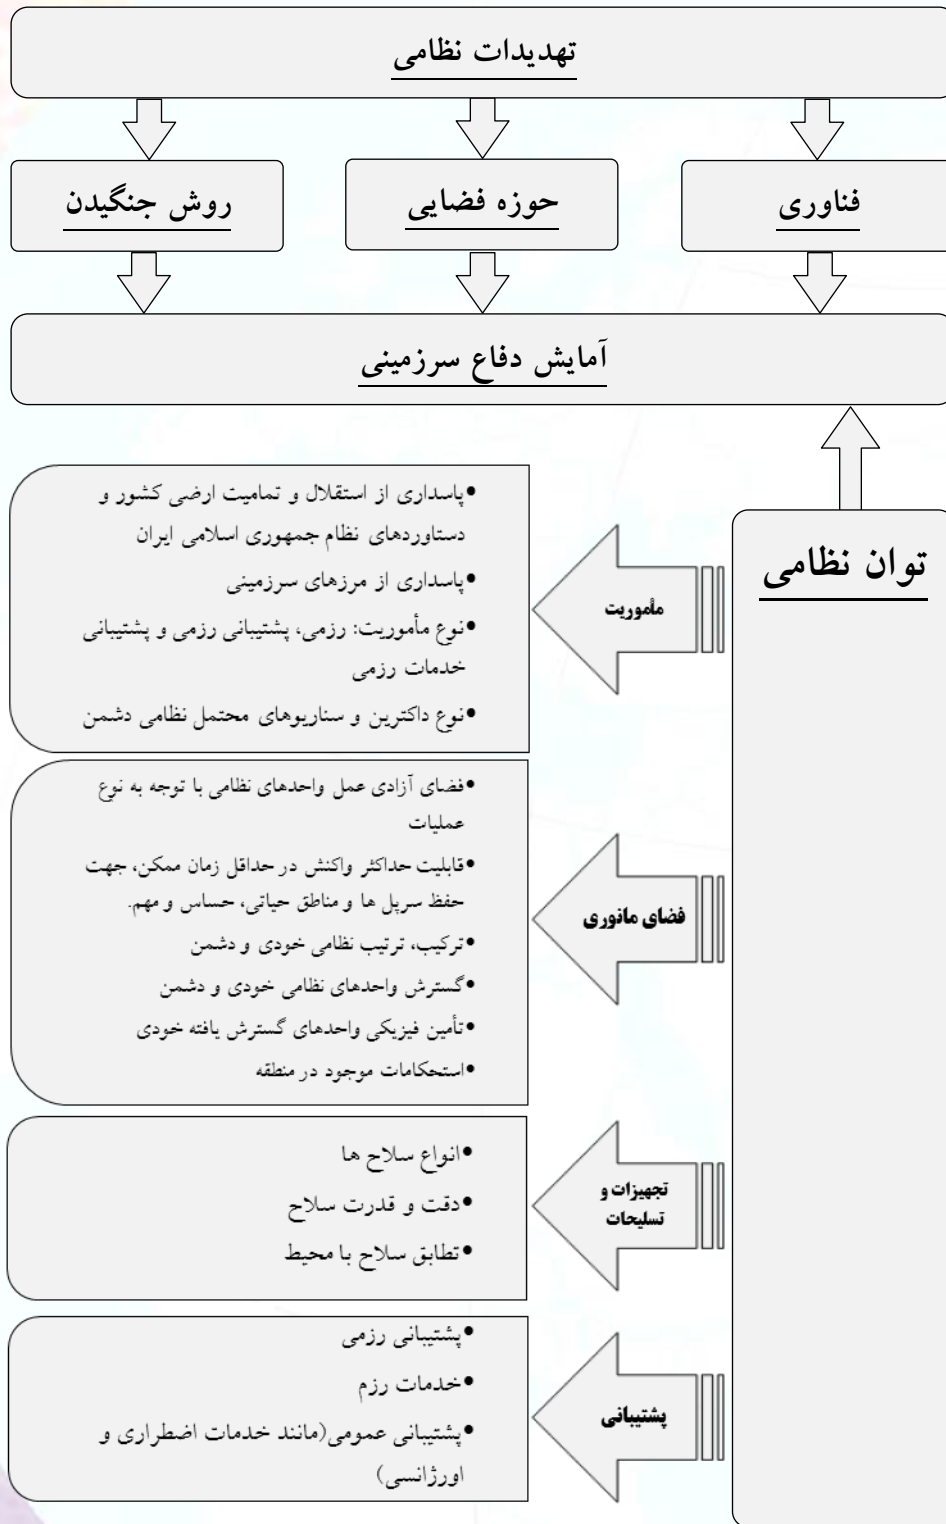 تهدیدات نظامی
فناوری
حوزه فضایی
روش جنگیدن
آمایش دفاع سرزمینی
توان نظامی
مأموریت
•پاسداری از استقلال و تمامیت ارضی کشور و
دستاوردهای نظام جمهوری اسلامی ایران
•پاسداری از مرزهای سرزمینی
•نوع مأموریت: رزمی، پشتیبانی رزمی و پشتیبانی
خدمات رزمی
•نوع داکترین و سناریوهای محتمل نظامی دشمن
فضای مانوری
•فضای آزادی عمل واحدهای نظامی با توجه به نوع
عملیات
•قابلیت حداکثر واکنش در حداقل زمان ممکن، جهت
حفظ سرپل ها و مناطق حیاتی، حساس و مهم.
•ترکیب، ترتیب نظامی خودی و دشمن
•گسترش واحدهای نظامی خودی و دشمن
•تأمین فیزیکی واحدهای گسترش یافته خودی
•استحکامات موجود در منطقه
تجهیزات و
تسلیحات
•انواع سلاح ها
•دقت و قدرت سلاح
•تطابق سلاح با محیط
پشتیبانی
•پشتیبانی رزمی
•خدمات رزم
•پشتیبانی عمومی(مانند خدمات اضطراری و
اورژانسی)